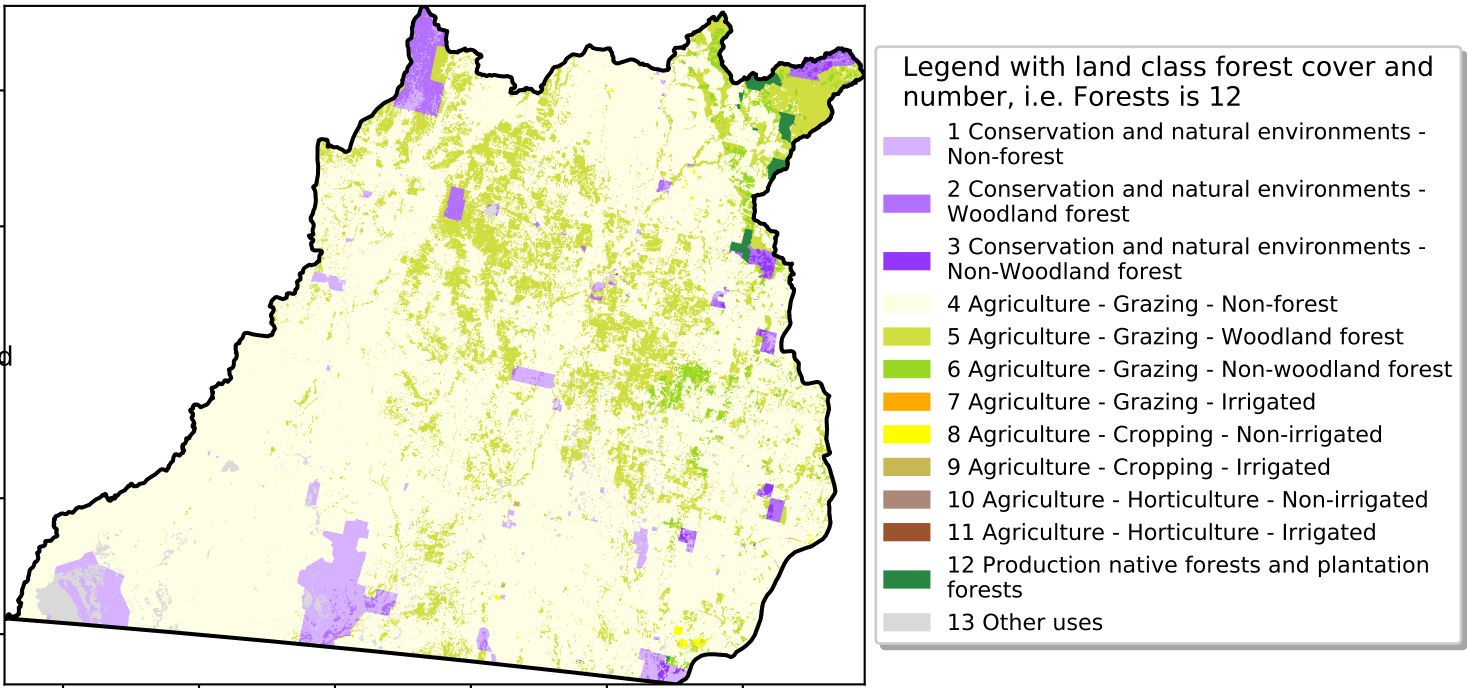 d
Legend with land class forest cover and
number, i.e. Forests is 12
1 Conservation and natural environments -
Non-forest
2 Conservation and natural environments -
Woodland forest
3 Conservation and natural environments -
Non-Woodland forest
4 Agriculture - Grazing - Non-forest
5 Agriculture - Grazing - Woodland forest
6 Agriculture - Grazing - Non-woodland forest
7 Agriculture - Grazing - Irrigated
8 Agriculture - Cropping - Non-irrigated
9 Agriculture - Cropping - Irrigated
10 Agriculture - Horticulture - Non-irrigated
11 Agriculture - Horticulture - Irrigated
12 Production native forests and plantation
forests
13 Other uses